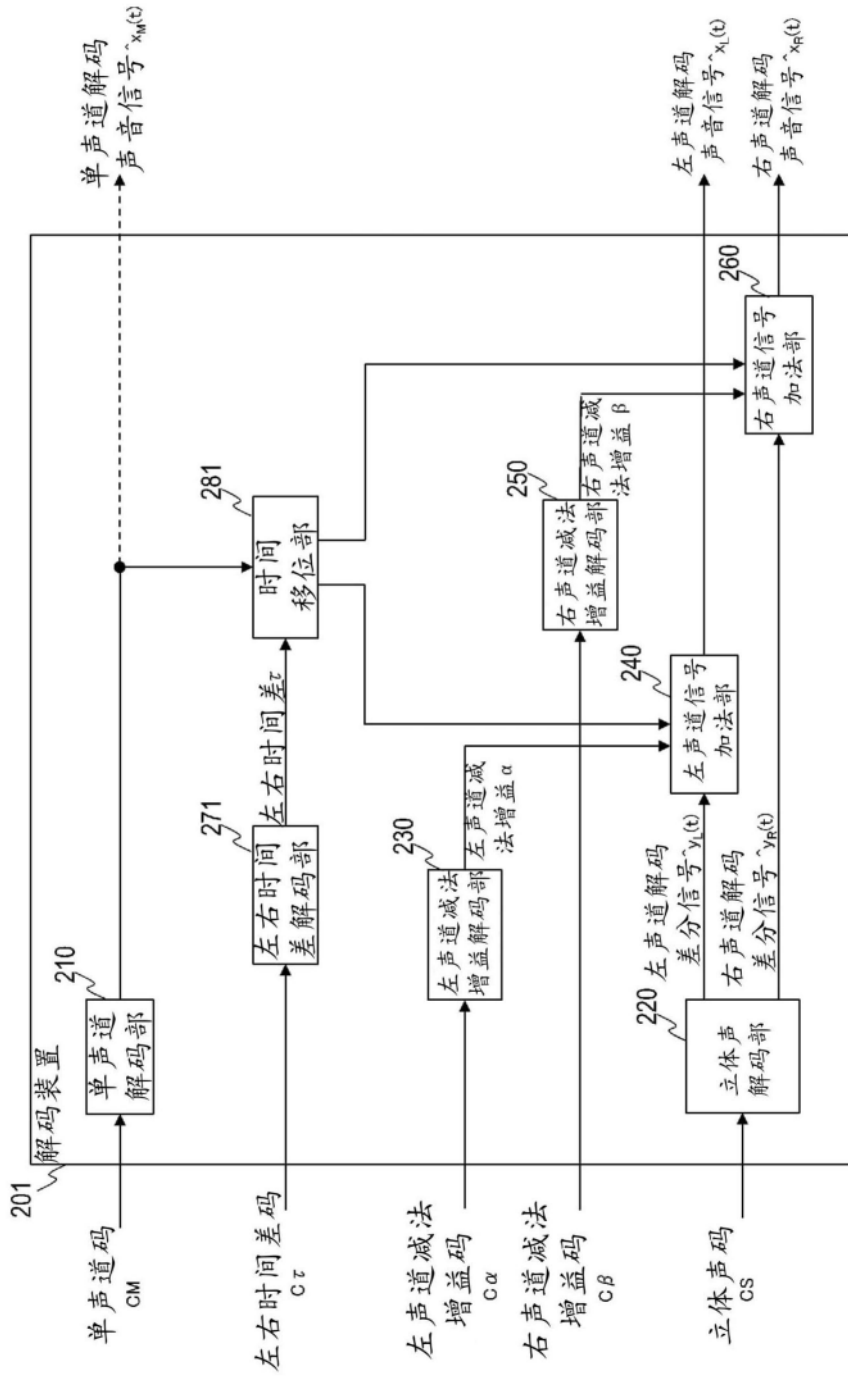 201
解码装置
单声道码
CM
210
单声道
解码部
单声道解码
声音信号^xM(t)
左右时间差码
Cτ
271
左右时间
差解码部
左右时间差τ
281
时间
移位部
左声道减法
增益码
Cα
230
左声道减法
增益解码部
左声道减
法增益α
右声道减法
增益码
Cβ
250
右声道减法
增益解码部
右声道减
法增益β
立体声码
CS
220
立体声
解码部
左声道解码
差分信号^yL(t)
右声道解码
差分信号^yR(t)
240
左声道信号
加法部
260
右声道信号
加法部
左声道解码
声音信号^xL(t)
右声道解码
声音信号^xR(t)